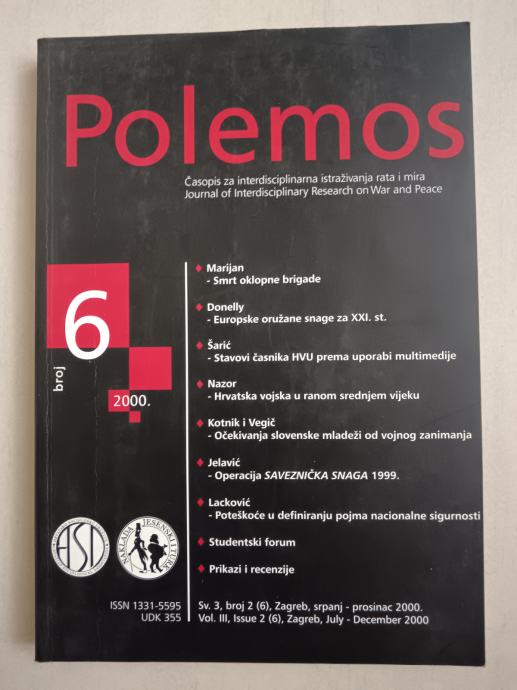 Polemos
Časopis za interdisciplinarna istraživanja rata i mira
Journal of Interdisciplinary Research on War and Peace
broj
6
2000.
Marijan
- Smrt oklopne brigade
Donelly
- Europske oružane snage za XXI. st.
Šarić
- Stavovi časnika HVU prema uporabi multimedije
Nazor
- Hrvatska vojska u ranom srednjem vijeku
Kotnik i Vegič
- Očekivanja slovenske mladeži od vojnog zanimanja
Jelavić
- Operacija SAVEZNIČKA SNAGA 1999.
Lacković
- Poteškoće u definiranju pojma nacionalne sigurnosti
Studentski forum
Prikazi i recenzije
NAKLADA JESENSKI I TURK
ISSN 1331-5595
UDK 355
Sv. 3, broj 2 (6), Zagreb, srpanj - prosinac 2000.
Vol. III, Issue 2 (6), Zagreb, July - December 2000